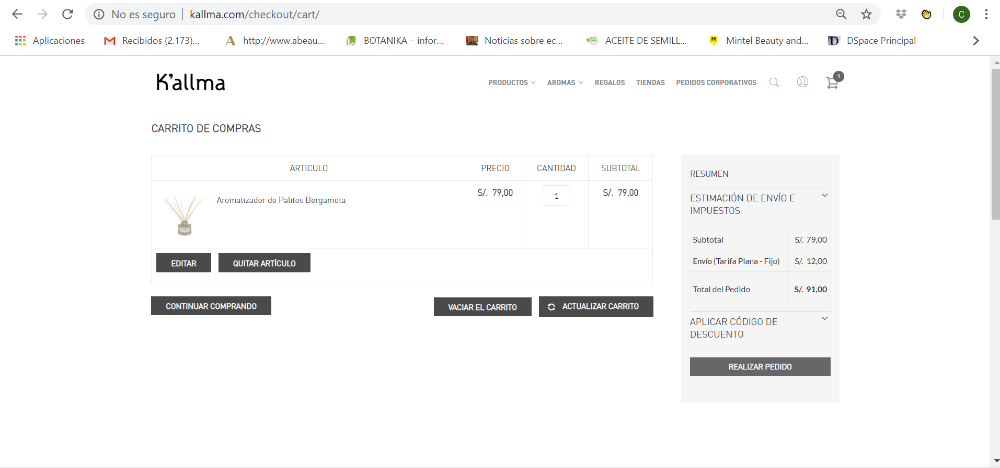 No es seguro | kallma.com/checkout/cart/
C
Aplicaciones
Recibidos (2.173)...
http://www.abeau...
BOTANIKA – infor...
Noticias sobre ec...
ACEITE DE SEMILL...
Mintel Beauty and...
DSpace Principal
K'allma
PRODUCTOS
AROMAS
REGALOS
TIENDAS
PEDIDOS CORPORATIVOS
1
CARRITO DE COMPRAS
ARTICULO
PRECIO
CANTIDAD
SUBTOTAL
Aromatizador de Palitos Bergamota
S/. 79,00
1
S/. 79,00
EDITAR
QUITAR ARTÍCULO
CONTINUAR COMPRANDO
VACIAR EL CARRITO
ACTUALIZAR CARRITO
RESUMEN
ESTIMACIÓN DE ENVÍO E
IMPUESTOS
Subtotal S/. 79,00
Envío (Tarifa Plana - Fijo) S/. 12,00
Total del Pedido S/. 91,00
APLICAR CÓDIGO DE
DESCUENTO
REALIZAR PEDIDO